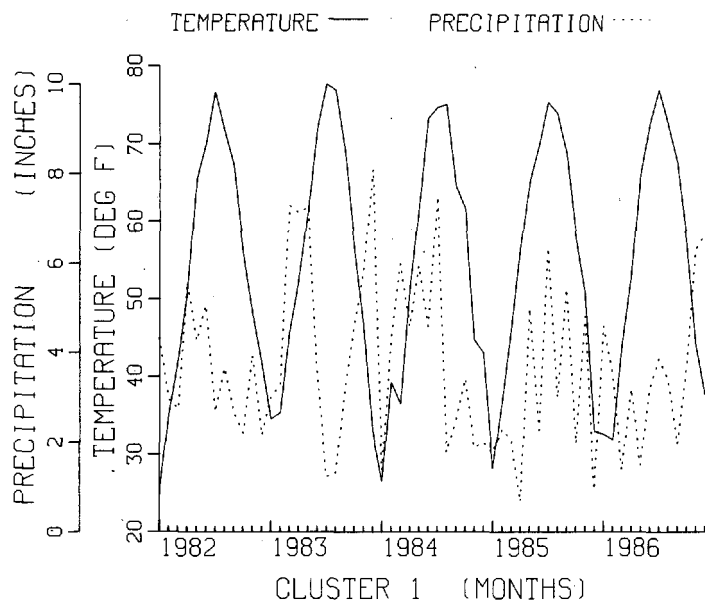 TEMPERATURE
PRECIPITATION
PRECIPITATION (INCHES)
10
8
6
4
2
0
TEMPERATURE (DEG F)
80
70
60
50
40
30
20
1982 1983 1984 1985 1986
CLUSTER 1 (MONTHS)